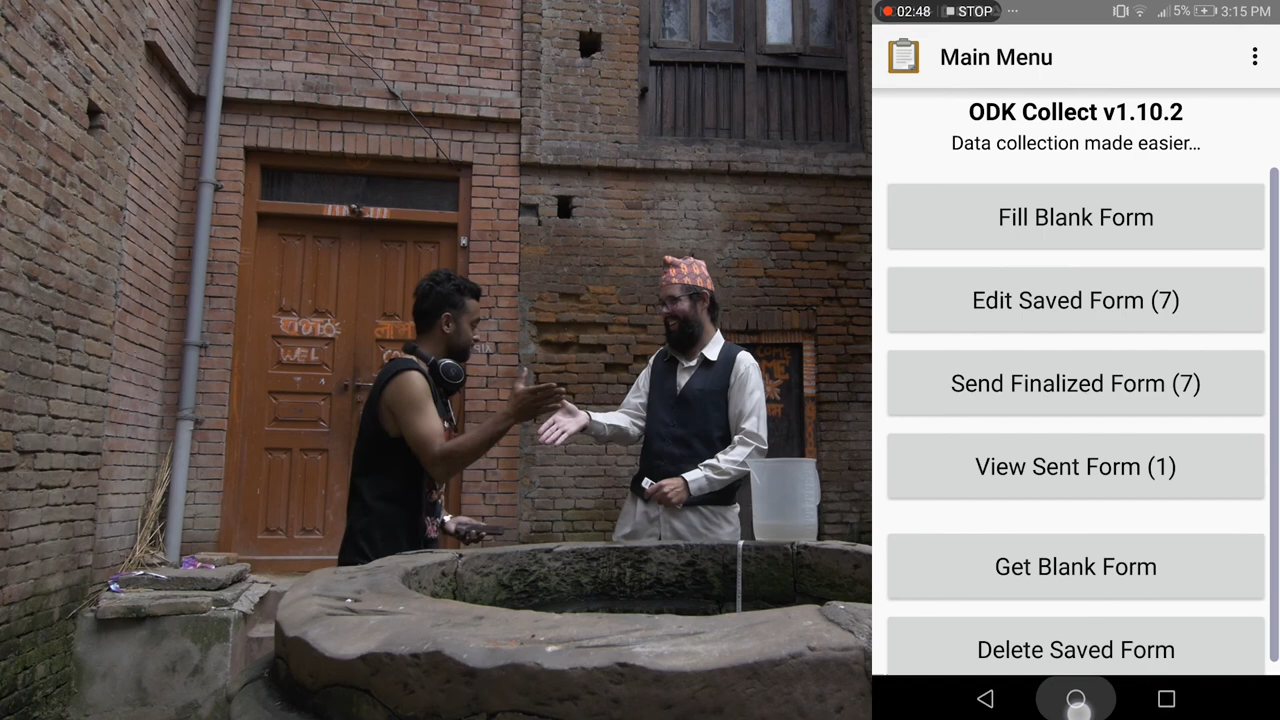 WEL
02:48 STOP ... 5% 3:15 PM
Main Menu
ODK Collect v1.10.2
Data collection made easier…
Fill Blank Form
Edit Saved Form (7)
Send Finalized Form (7)
View Sent Form (1)
Get Blank Form
Delete Saved Form